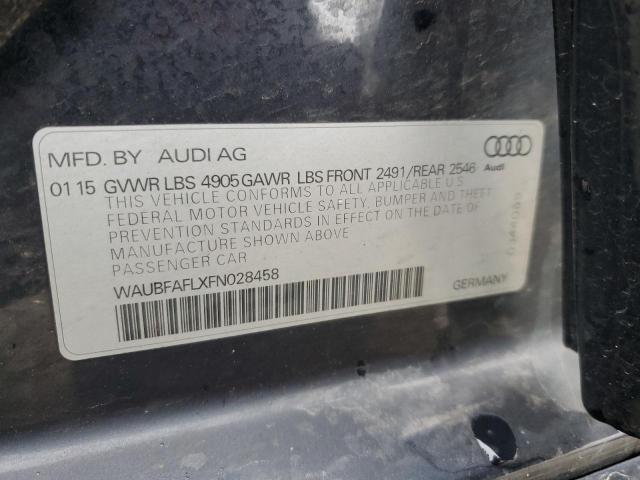 MFD. BY AUDI AG
Audi
01 15 GVWR LBS 4905 GAWR LBS FRONT 2491/REAR 2546
THIS VEHICLE CONFORMS TO ALL APPLICABLE U.S.
FEDERAL MOTOR VEHICLE SAFETY, BUMPER AND THEFT
PREVENTION STANDARDS IN EFFECT ON THE DATE OF
MANUFACTURE SHOWN ABOVE
PASSENGER CAR
WAUBFAFLXFN028458
GERMANY